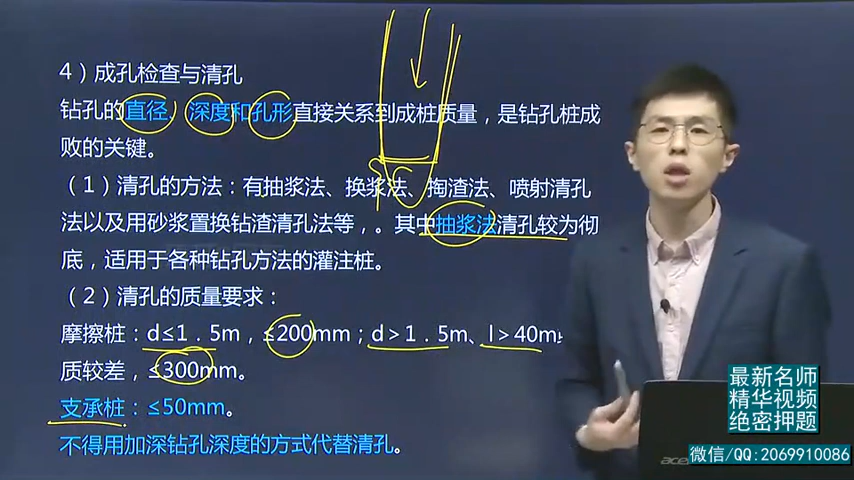 4）成孔检查与清孔
钻孔的直径、深度和孔形直接关系到成桩质量，是钻孔桩成
败的关键。
（1）清孔的方法：有抽浆法、换浆法、掏渣法、喷射清孔
法以及用砂浆置换钻渣清孔法等，。其中抽浆法清孔较为彻
底，适用于各种钻孔方法的灌注桩。
（2）清孔的质量要求：
摩擦桩：d≤1．5m，≤200mm；d＞1．5m、l＞40m
质较差，≤300mm。
支承桩：≤50mm。
不得用加深钻孔深度的方式代替清孔。
最新名师
精华视频
绝密押题
微信/QQ:2069910086
acer